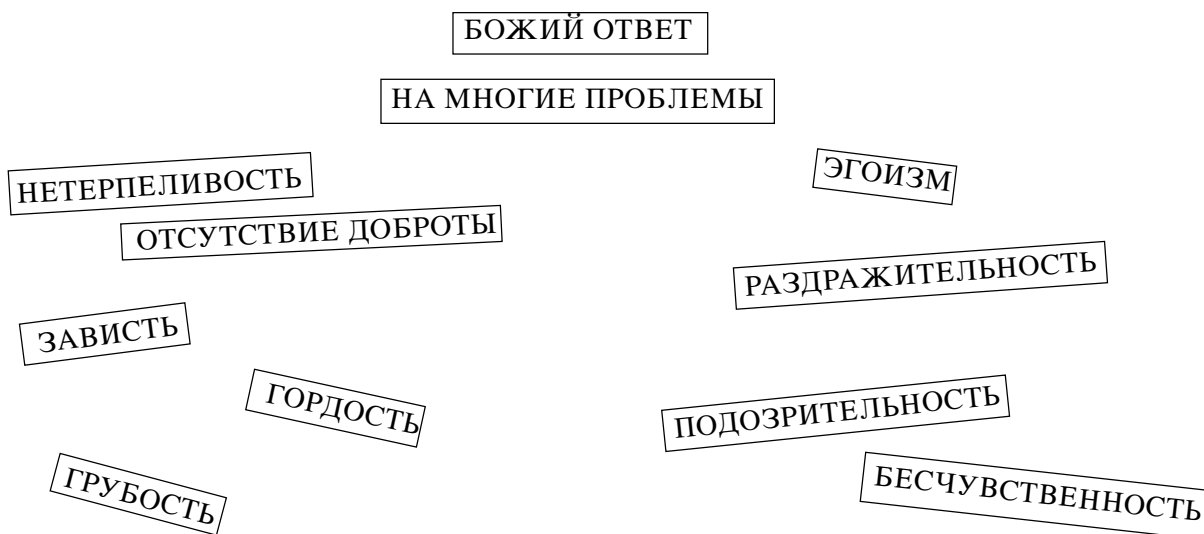 БОЖИЙ ОТВЕТ
НА МНОГИЕ ПРОБЛЕМЫ
НЕТЕРПЕЛИВОСТЬ
ОТСУТСТВИЕ ДОБРОТЫ
ЗАВИСТЬ
ГОРДОСТЬ
ГРУБОСТЬ
ЭГОИЗМ
РАЗДРАЖИТЕЛЬНОСТЬ
ПОДОЗРИТЕЛЬНОСТЬ
БЕСЧУВСТВЕННОСТЬ